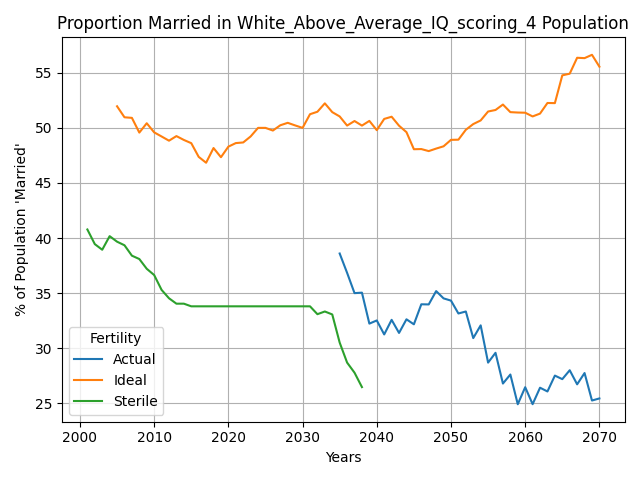 Proportion Married in White_Above_Average_IQ_scoring_4 Population
% of Population 'Married'
55
50
45
40
35
30
25
Fertility
Actual
Ideal
Sterile
2000 2010 2020 2030 2040 2050 2060 2070
Years